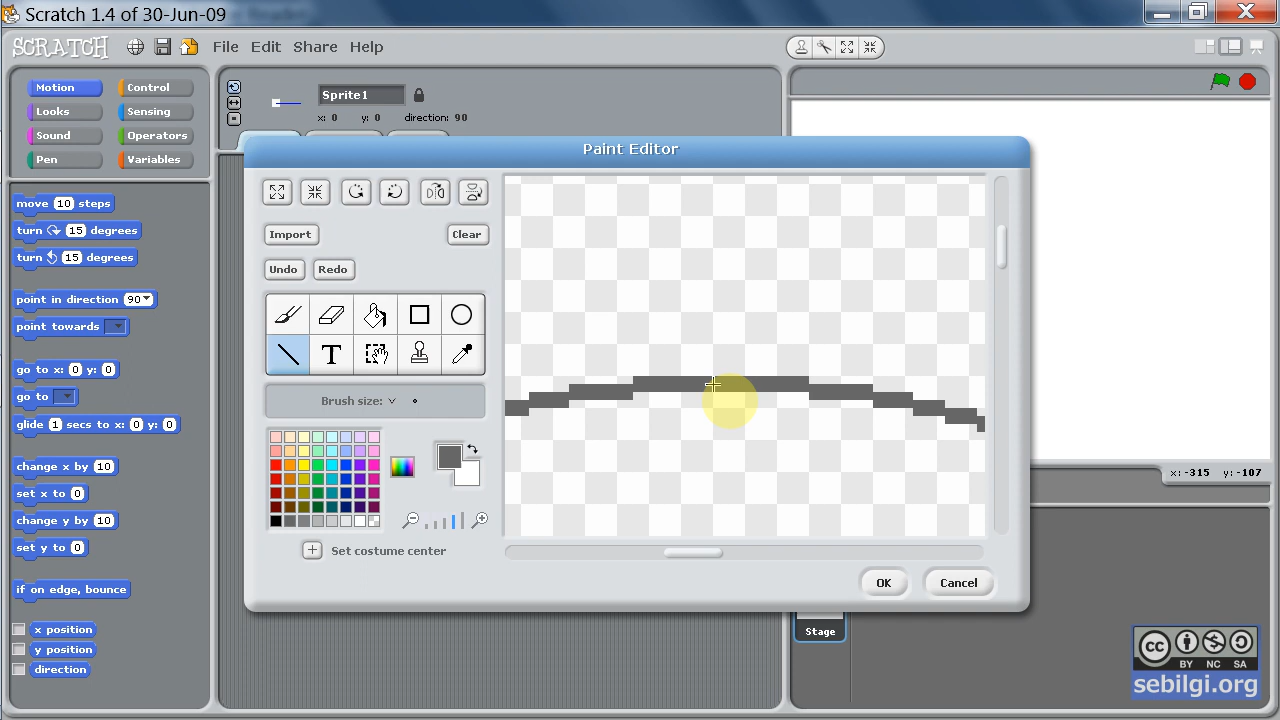 Scratch 1.4 of 30-Jun-09
SCRATCH File Edit Share Help
Motion Control
Looks Sensing
Sound Operators
Pen Variables
Sprite1
x: 0 y: 0 direction: 90
move 10 steps
turn 15 degrees
turn 15 degrees
point in direction 90
point towards
go to x: 0 y: 0
go to
glide 1 secs to x: 0 y: 0
change x by 10
set x to 0
change y by 10
set y to 0
if on edge, bounce
x position
y position
direction
Paint Editor
Import Clear
Undo Redo
T
Brush size:
Set costume center
OK Cancel
x: -315 y: -107
Stage
cc
BY NC SA
sebilgi.org